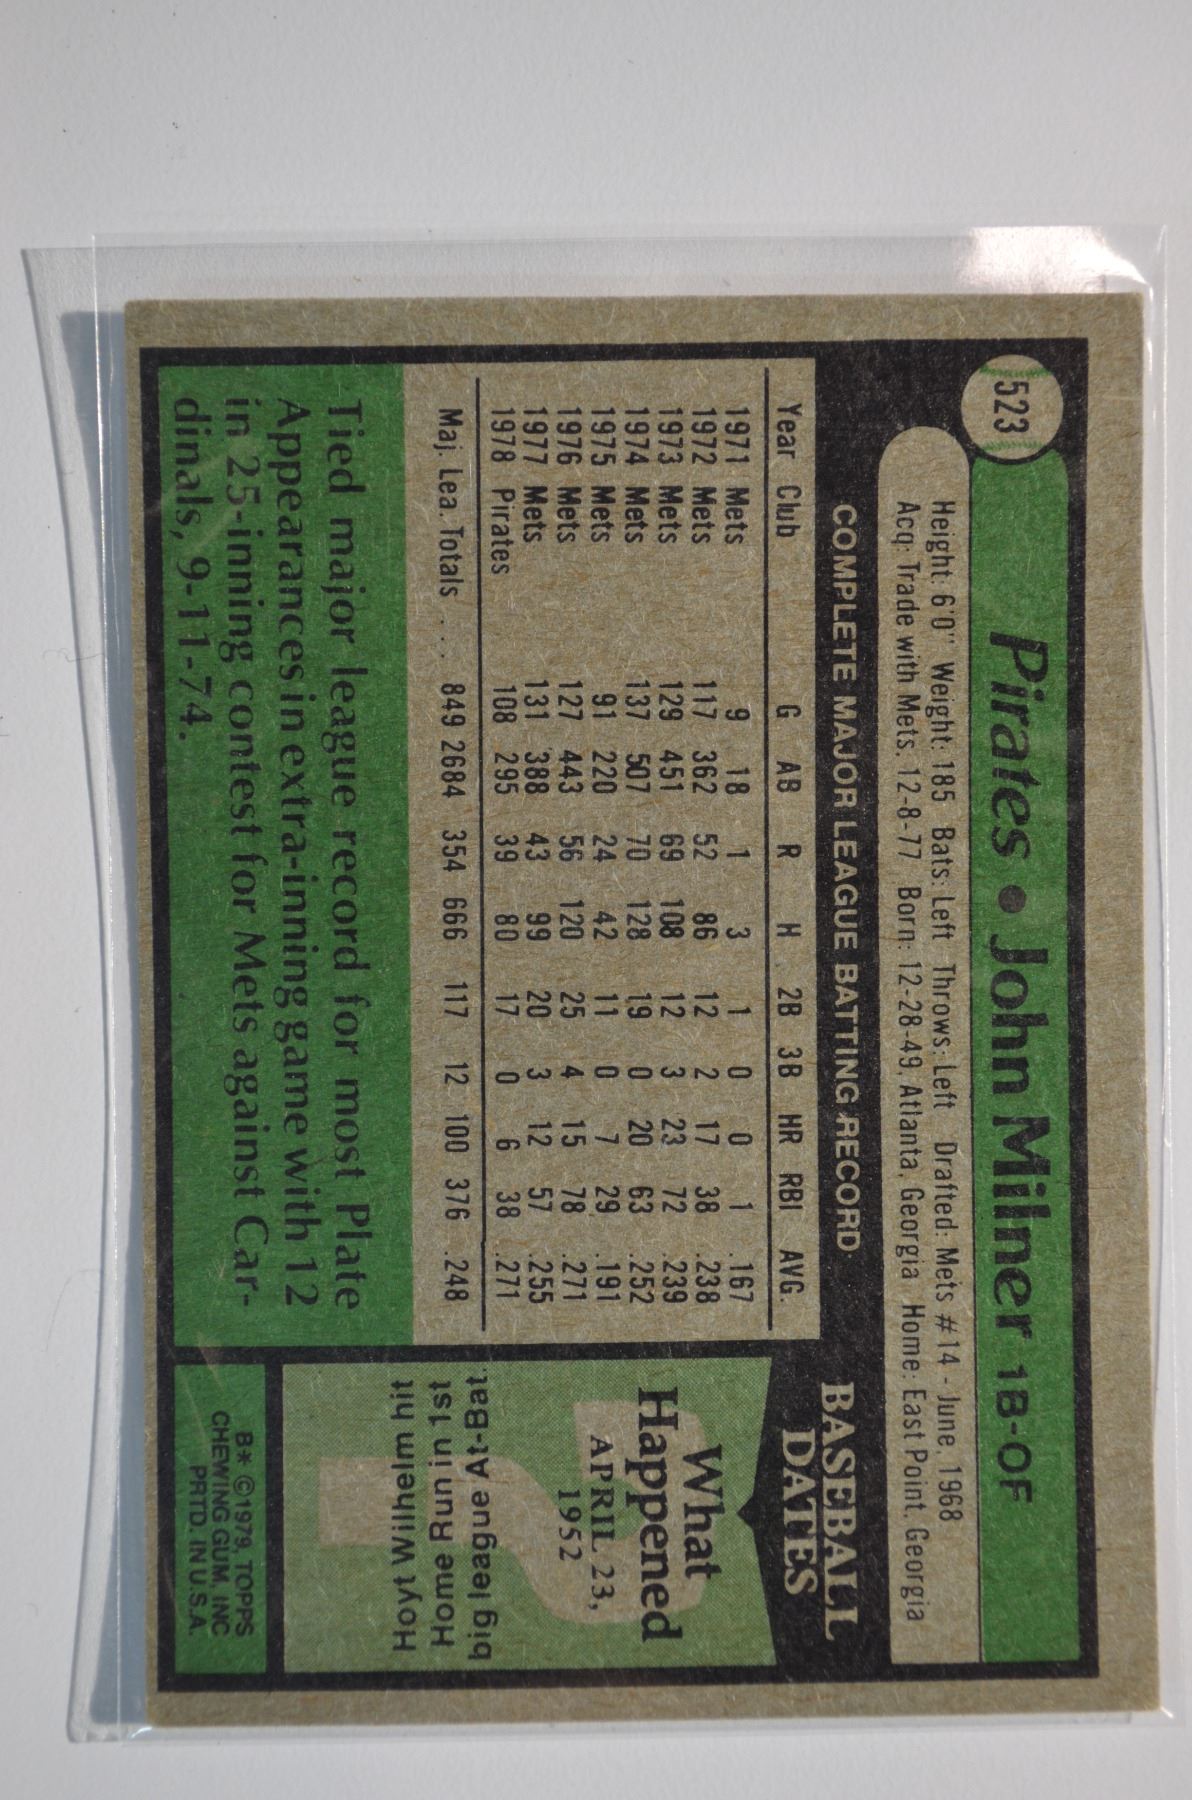 523
Pirates • John Milner 1B-OF
Height: 6'0" Weight: 185 Bats: Left Throws: Left Drafted: Mets #14 - June, 1968
Acq: Trade with Mets, 12-8-77 Born: 12-28-49, Atlanta, Georgia Home: East Point, Georgia
COMPLETE MAJOR LEAGUE BATTING RECORD
Year Club G AB R H 2B 3B HR RBI AVG.
1971 Mets 9 18 1 3 1 0 0 1 .167
1972 Mets 117 362 52 86 12 2 17 38 .238
1973 Mets 129 451 69 108 12 3 23 72 .239
1974 Mets 137 507 70 128 19 0 20 63 .252
1975 Mets 91 220 24 42 11 0 7 29 .191
1976 Mets 127 443 56 120 25 4 15 78 .271
1977 Mets 131 388 43 99 20 3 12 57 .255
1978 Pirates 108 295 39 80 17 0 6 38 .271
Maj. Lea. Totals . . . 849 2684 354 666 117 12 100 376 .248
Tied major league record for most Plate
Appearances in extra-inning game with 12
in 25-inning contest for Mets against Car-
dinals, 9-11-74.
BASEBALL
DATES
What
Happened
APRIL 23,
1952
?
Hoyt Wilhelm hit
Home Run in 1st
big league At-Bat.
B* ©1979, TOPPS
CHEWING GUM, INC
PRTD. IN U.S.A.